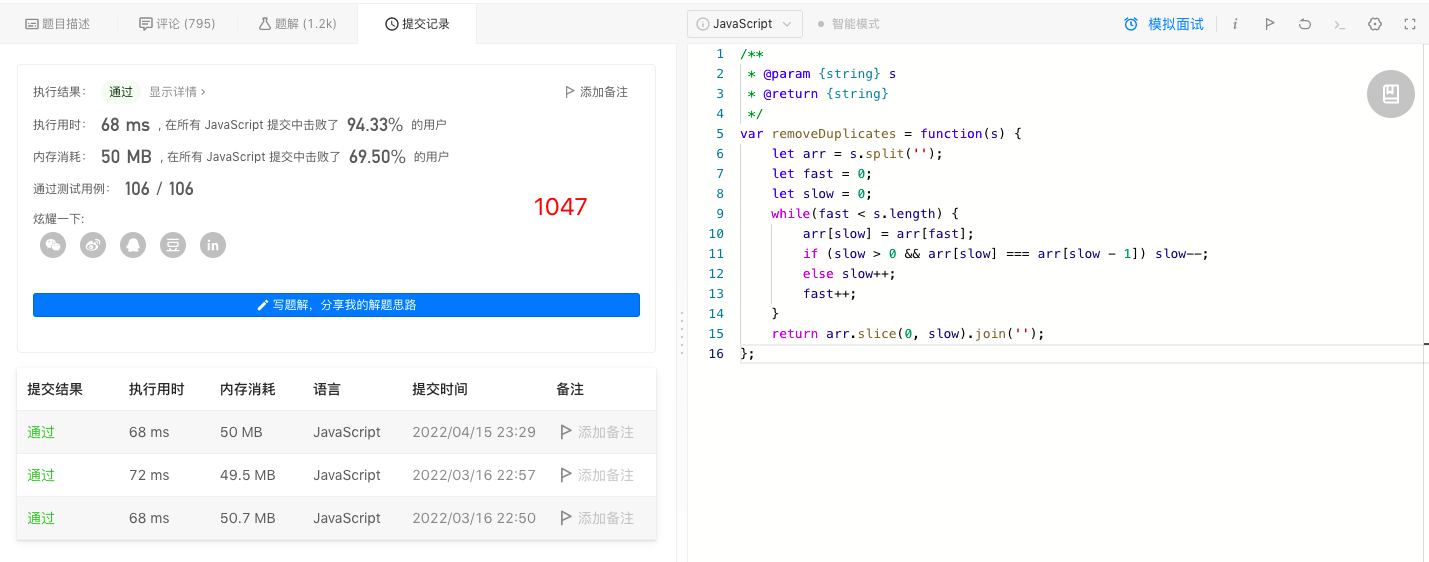 题目描述
评论 (795)
题解 (1.2k)
提交记录
执行结果：
通过
显示详情 ›
添加备注
执行用时： 68 ms , 在所有 JavaScript 提交中击败了 94.33% 的用户
内存消耗： 50 MB , 在所有 JavaScript 提交中击败了 69.50% 的用户
通过测试用例： 106 / 106
1047
炫耀一下:
豆
in
写题解，分享我的解题思路
提交结果 执行用时 内存消耗 语言 提交时间 备注
通过 68 ms 50 MB JavaScript 2022/04/15 23:29 添加备注
通过 72 ms 49.5 MB JavaScript 2022/03/16 22:57 添加备注
通过 68 ms 50.7 MB JavaScript 2022/03/16 22:50 添加备注
JavaScript
智能模式
模拟面试
i
1 /**
2  * @param {string} s
3  * @return {string}
4  */
5 var removeDuplicates = function(s) {
6     let arr = s.split('');
7     let fast = 0;
8     let slow = 0;
9     while(fast < s.length) {
10         arr[slow] = arr[fast];
11         if (slow > 0 && arr[slow] === arr[slow - 1]) slow--;
12         else slow++;
13         fast++;
14     }
15     return arr.slice(0, slow).join('');
16 };